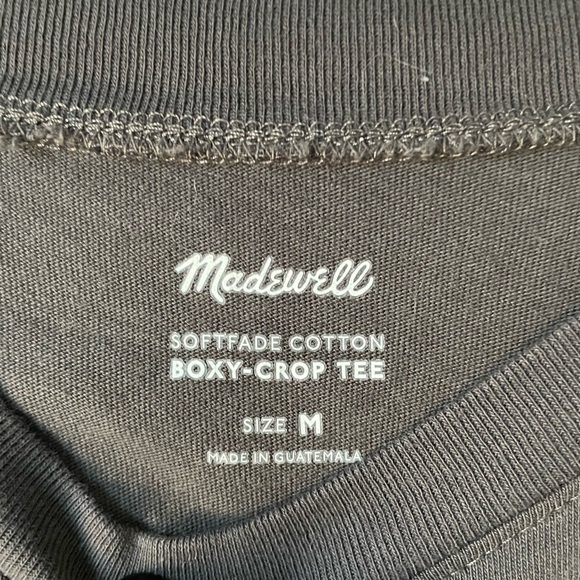 Madewell
SOFTFADE COTTON
BOXY-CROP TEE
SIZE M
MADE IN GUATEMALA